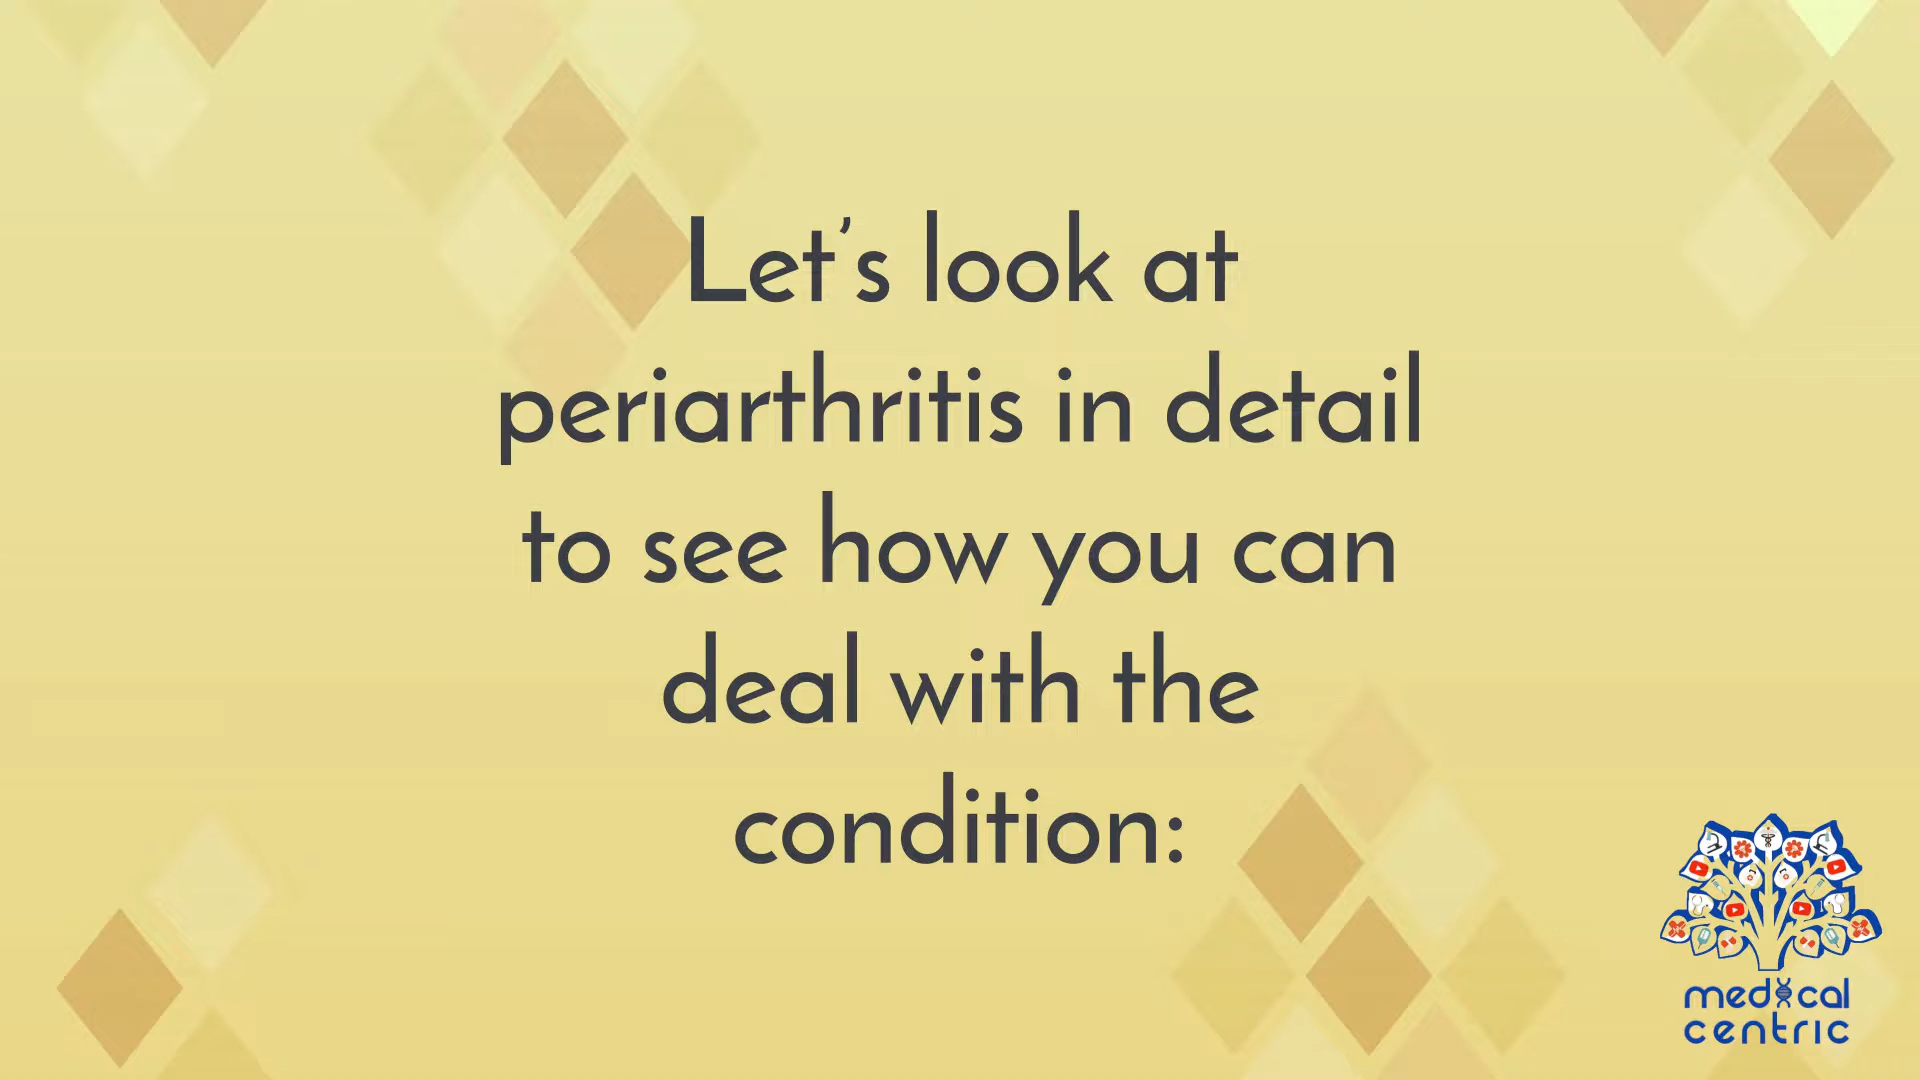 Let’s look at
periarthritis in detail
to see how you can
deal with the
condition:
medical
centric